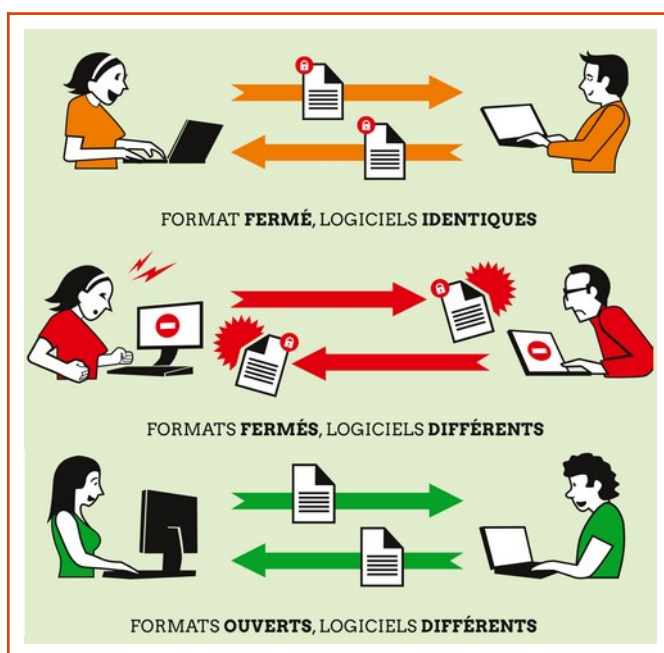 FORMAT FERMÉ, LOGICIELS IDENTIQUES
FORMATS FERMÉS, LOGICIELS DIFFÉRENTS
FORMATS OUVERTS, LOGICIELS DIFFÉRENTS